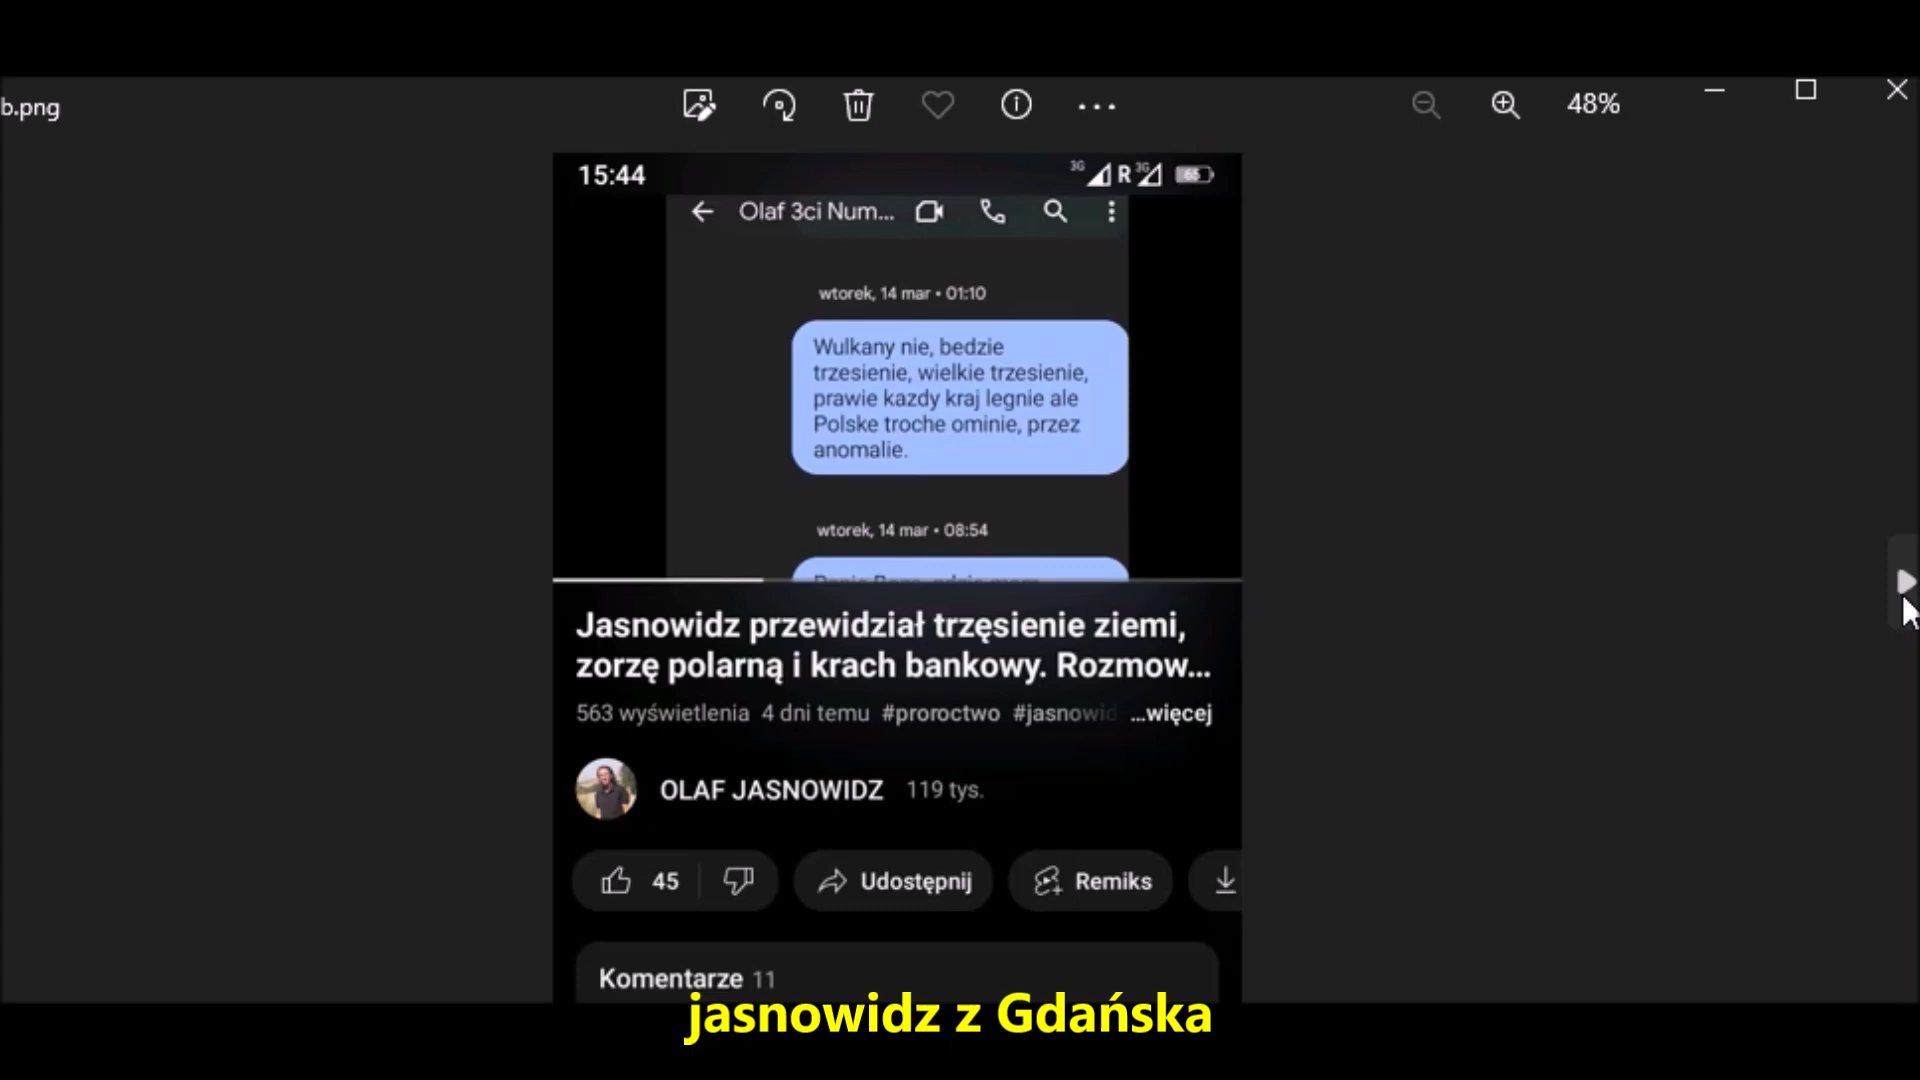 b.png
48%
15:44
3G R 3G 65
Olaf 3ci Num...
wtorek, 14 mar • 01:10
Wulkany nie, bedzie
trzesienie, wielkie trzesienie,
prawie kazdy kraj legnie ale
Polske troche ominie, przez
anomalie.
wtorek, 14 mar • 08:54
Jasnowidz przewidział trzęsienie ziemi,
zorzę polarną i krach bankowy. Rozmow...
563 wyświetlenia 4 dni temu #proroctwo #jasnowid ...więcej
OLAF JASNOWIDZ 119 tys.
45 Udostępnij Remiks
Komentarze 11
jasnowidz z Gdańska